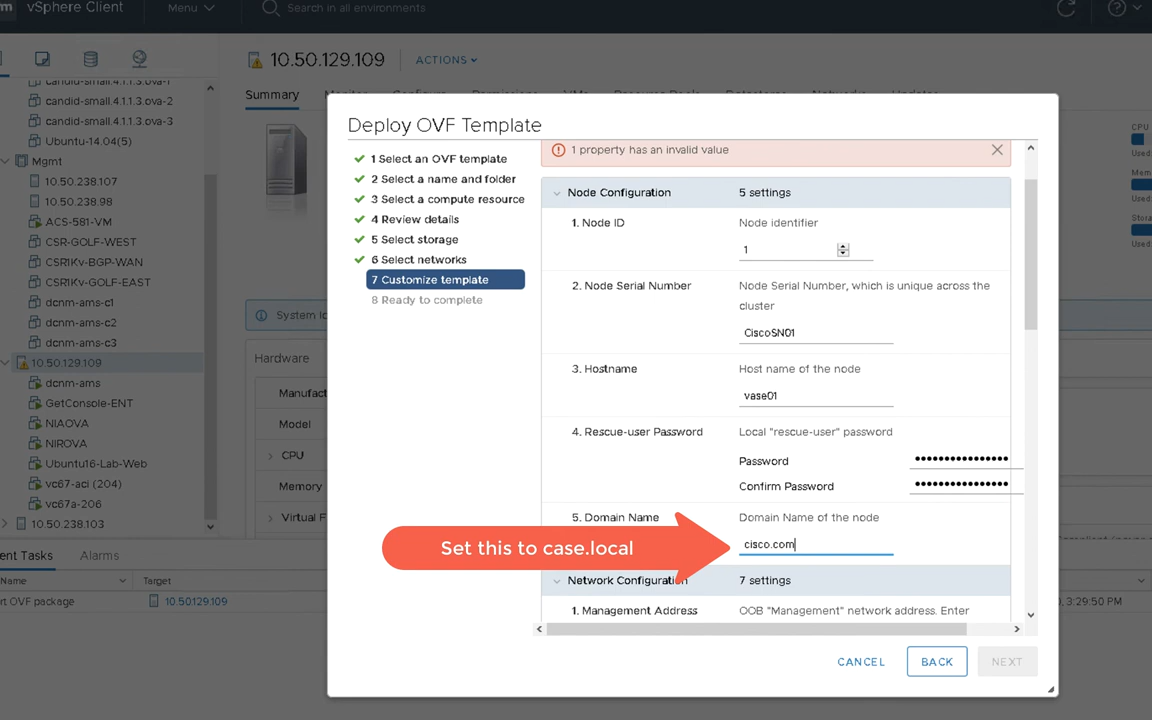 vSphere Client
Menu
Search in all environments
10.50.129.109
ACTIONS
Summary
candid-small.4.1.1.3.ova-1
candid-small.4.1.1.3.ova-2
candid-small.4.1.1.3.ova-3
Ubuntu-14.04(5)
Mgmt
10.50.238.107
10.50.238.98
ACS-581-VM
CSR-GOLF-WEST
CSR1Kv-BGP-WAN
CSR1Kv-GOLF-EAST
dcnm-ams-c1
dcnm-ams-c2
dcnm-ams-c3
10.50.129.109
dcnm-ams
GetConsole-ENT
NIAOVA
NIROVA
Ubuntu16-Lab-Web
vc67-aci (204)
vc67a-206
10.50.238.103
Hardware
Manufact
Model
CPU
Memory
Virtual F
Deploy OVF Template
1 Select an OVF template
2 Select a name and folder
3 Select a compute resource
4 Review details
5 Select storage
6 Select networks
7 Customize template
8 Ready to complete
1 property has an invalid value
Node Configuration 5 settings
1. Node ID Node identifier
1
2. Node Serial Number Node Serial Number, which is unique across the
cluster
CiscoSN01
3. Hostname Host name of the node
vase01
4. Rescue-user Password Local "rescue-user" password
Password ••••••••••••••••
Confirm Password ••••••••••••••••
5. Domain Name Domain Name of the node
Set this to case.local
cisco.com
Network Configuration 7 settings
1. Management Address OOB "Management" network address. Enter
CANCEL BACK NEXT
CPU
Used:
Mem
Used:
Stora
Used:
ent Tasks Alarms
Name Target
rt OVF package 10.50.129.109
, 3:29:50 PM